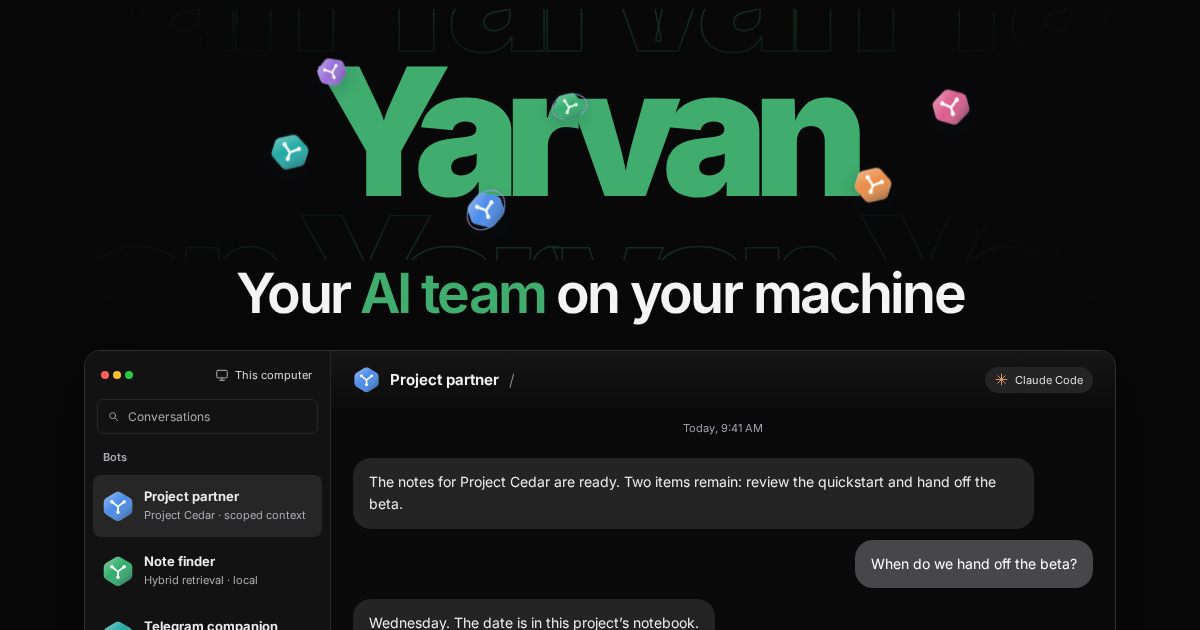 Yarvan
Your AI team on your machine
This computer
Conversations
Bots
Project partner
Project Cedar · scoped context
Note finder
Hybrid retrieval · local
Telegram companion
Project partner /
Claude Code
Today, 9:41 AM
The notes for Project Cedar are ready. Two items remain: review the quickstart and hand off the
beta.
When do we hand off the beta?
Wednesday. The date is in this project’s notebook.